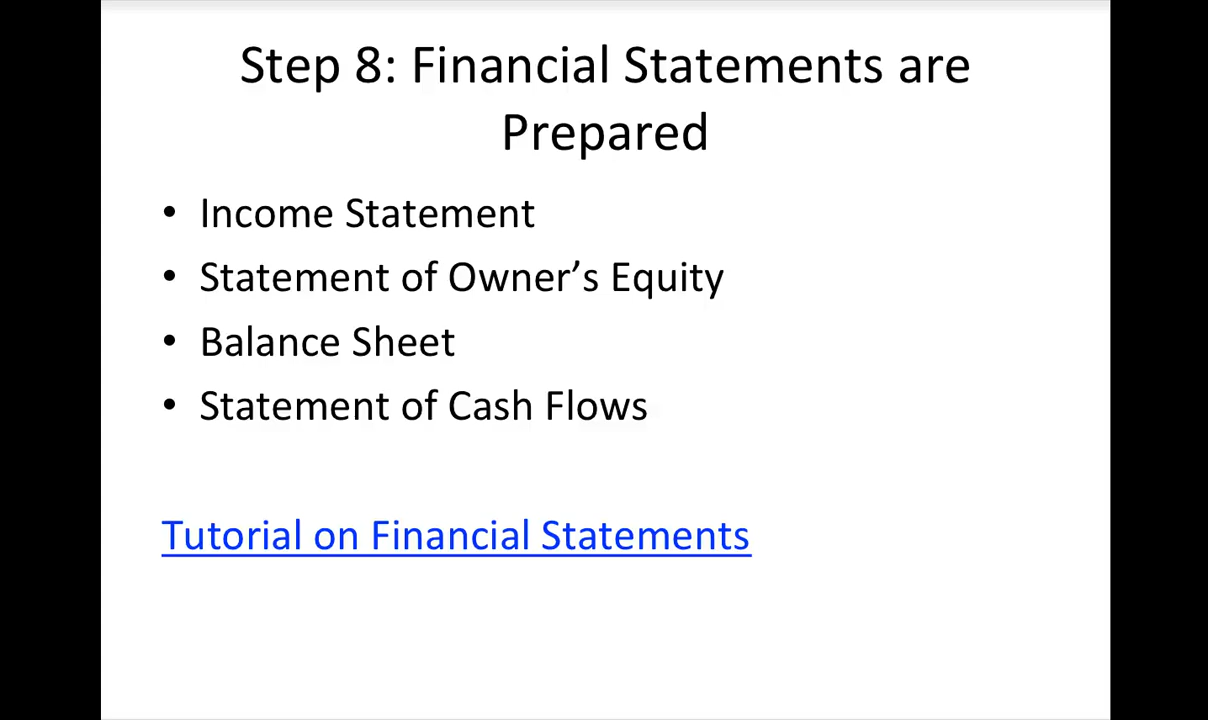 Step 8: Financial Statements are
Prepared
• Income Statement
• Statement of Owner’s Equity
• Balance Sheet
• Statement of Cash Flows
Tutorial on Financial Statements